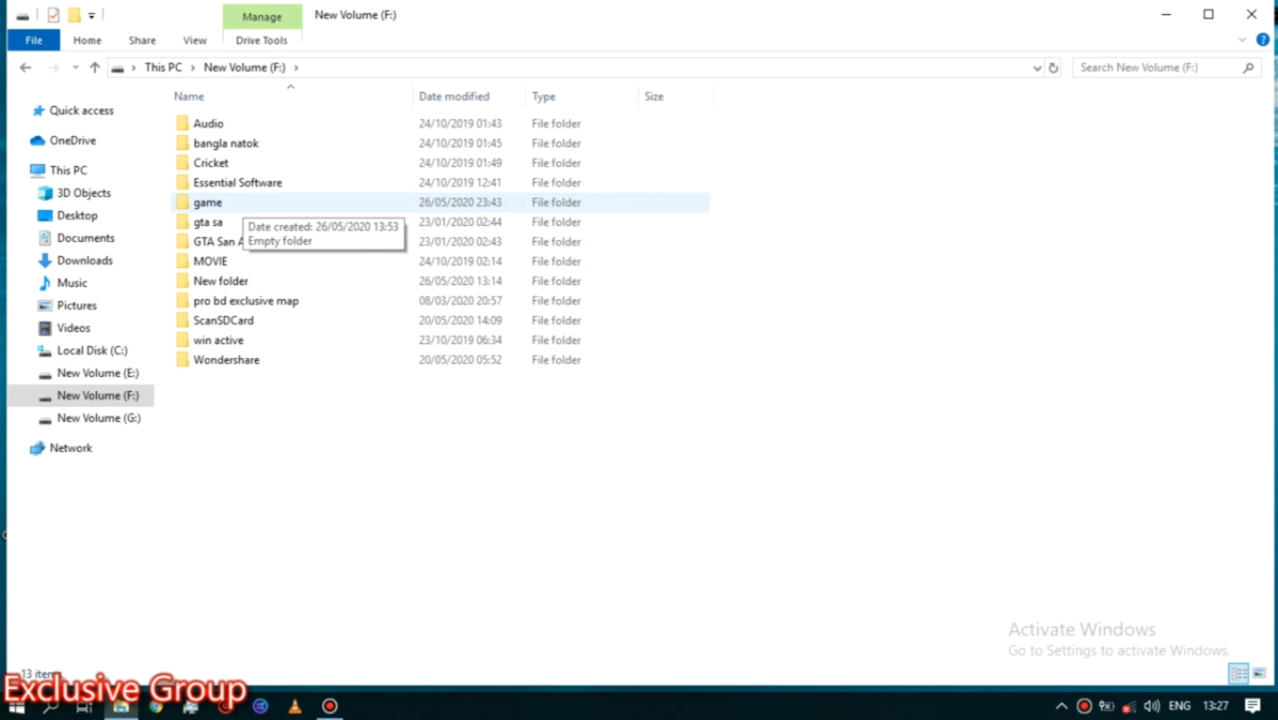 Manage New Volume (F:)
File Home Share View Drive Tools
This PC New Volume (F:) Search New Volume (F:)
Name Date modified Type Size
Quick access
OneDrive
This PC
3D Objects
Desktop
Documents
Downloads
Music
Pictures
Videos
Local Disk (C:)
New Volume (E:)
New Volume (F:)
New Volume (G:)
Network
Audio 24/10/2019 01:43 File folder
bangla natok 24/10/2019 01:45 File folder
Cricket 24/10/2019 01:49 File folder
Essential Software 24/10/2019 12:41 File folder
game 26/05/2020 23:43 File folder
gta sa 23/01/2020 02:44 File folder
GTA San A 23/01/2020 02:43 File folder
Date created: 26/05/2020 13:53
Empty folder
MOVIE 24/10/2019 02:14 File folder
New folder 26/05/2020 13:14 File folder
pro bd exclusive map 08/03/2020 20:57 File folder
ScanSDCard 20/05/2020 14:09 File folder
win active 23/10/2019 06:34 File folder
Wondershare 20/05/2020 05:52 File folder
Activate Windows
Go to Settings to activate Windows.
13 items
Exclusive Group
ENG 13:27